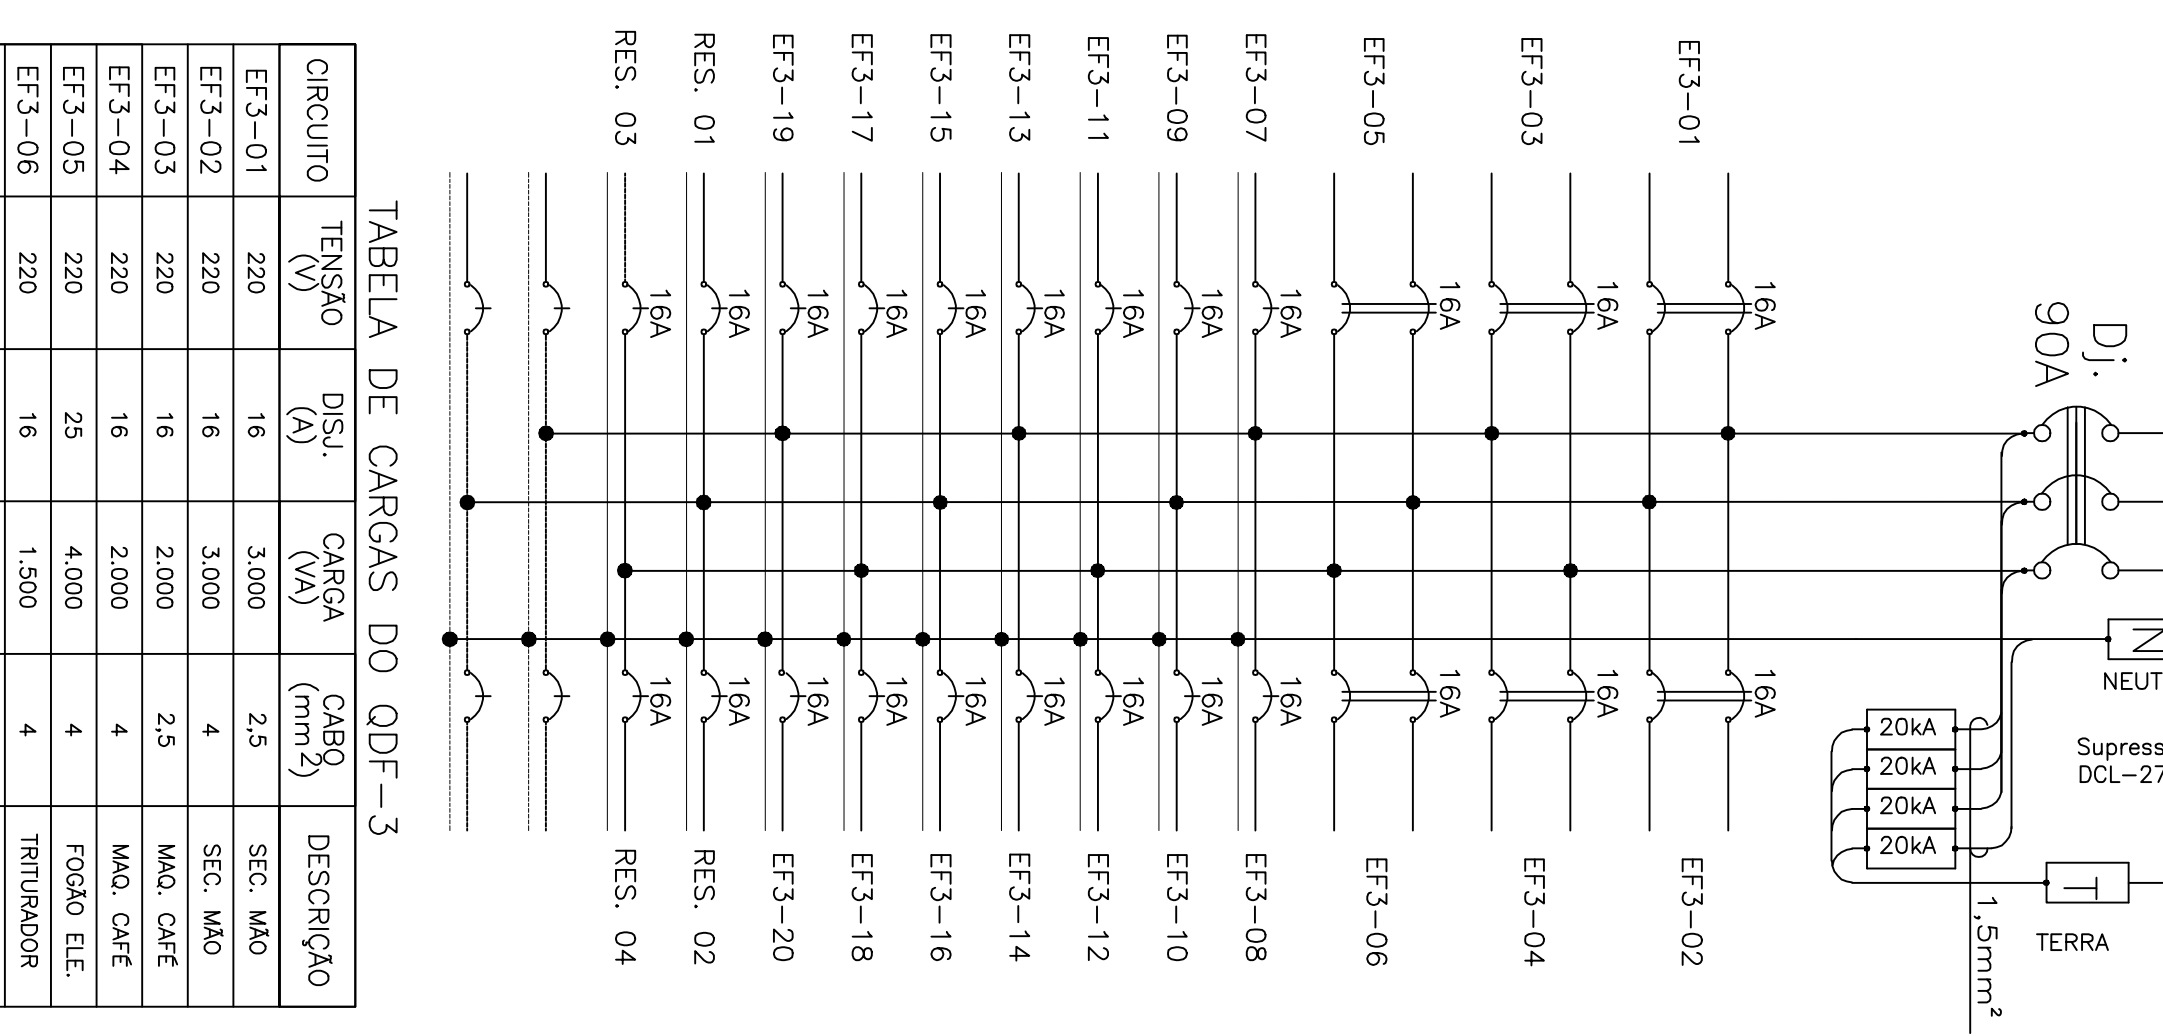 Dj.
90A
NEUT
Supress
DCL-27
20kA
20kA
20kA
20kA
TERRA
T
N
1,5mm²
EF3-01
16A
16A
EF3-02
EF3-03
16A
16A
EF3-04
EF3-05
16A
16A
EF3-06
EF3-07
16A
16A
EF3-08
EF3-09
16A
16A
EF3-10
EF3-11
16A
16A
EF3-12
EF3-13
16A
16A
EF3-14
EF3-15
16A
16A
EF3-16
EF3-17
16A
16A
EF3-18
EF3-19
16A
16A
EF3-20
RES. 01
16A
16A
RES. 02
RES. 03
16A
16A
RES. 04
TABELA DE CARGAS DO QDF-3
CIRCUITO TENSÃO (V) DISJ. (A) CARGA (VA) CABO (mm2) DESCRIÇÃO
EF3-01 220 16 3.000 2,5 SEC. MÃO
EF3-02 220 16 3.000 4 SEC. MÃO
EF3-03 220 16 2.000 2,5 MAQ. CAFÉ
EF3-04 220 16 2.000 4 MAQ. CAFÉ
EF3-05 220 25 4.000 4 FOGÃO ELE.
EF3-06 220 16 1.500 4 TRITURADOR